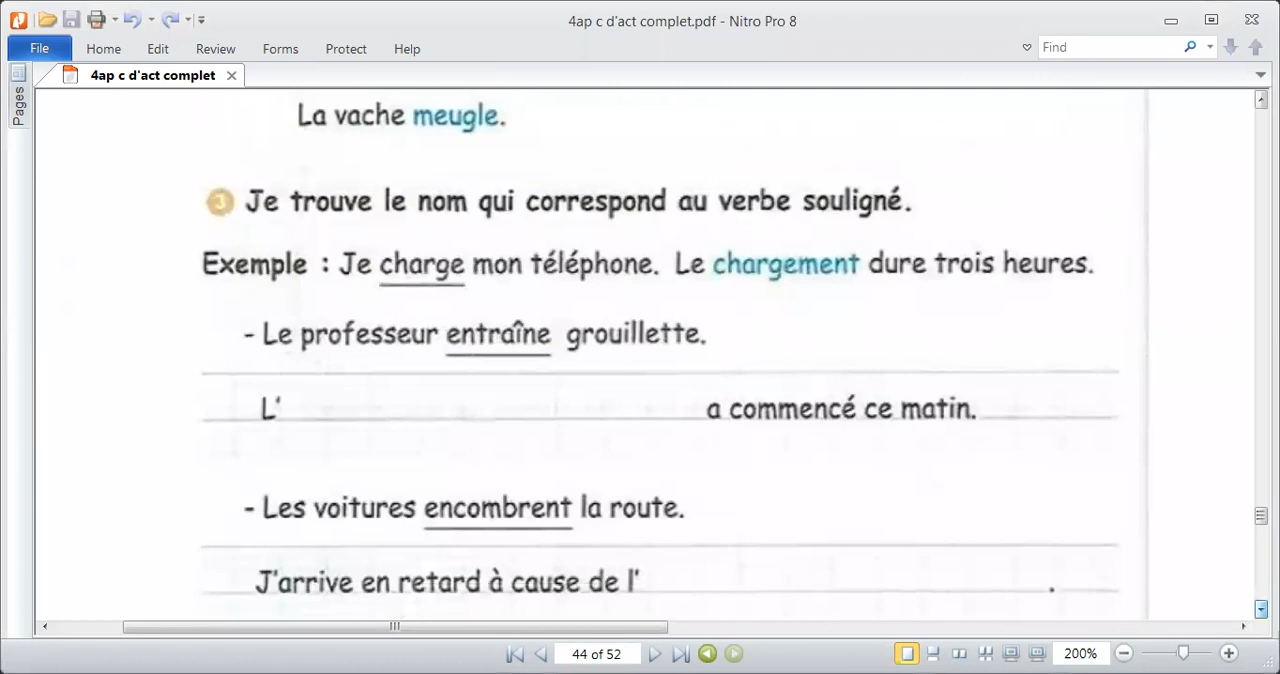 4ap c d'act complet.pdf - Nitro Pro 8
File Home Edit Review Forms Protect Help Find
4ap c d'act complet
Pages
La vache meugle.
3 Je trouve le nom qui correspond au verbe souligné.
Exemple : Je charge mon téléphone. Le chargement dure trois heures.
- Le professeur entraîne grouillette.
L' a commencé ce matin.
- Les voitures encombrent la route.
J'arrive en retard à cause de l' .
44 of 52 200%